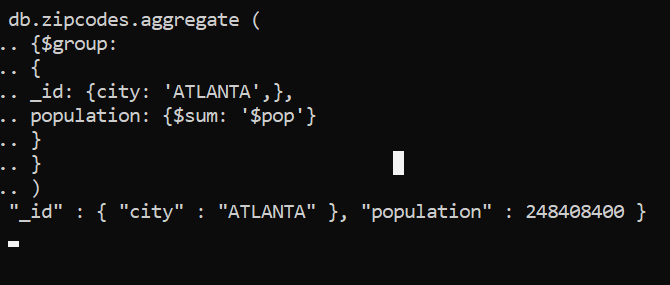 db.zipcodes.aggregate (
.. {$group:
.. {
.. _id: {city: 'ATLANTA',},
.. population: {$sum: '$pop'}
.. }
.. }
.. )
"_id" : { "city" : "ATLANTA" }, "population" : 248408400 }